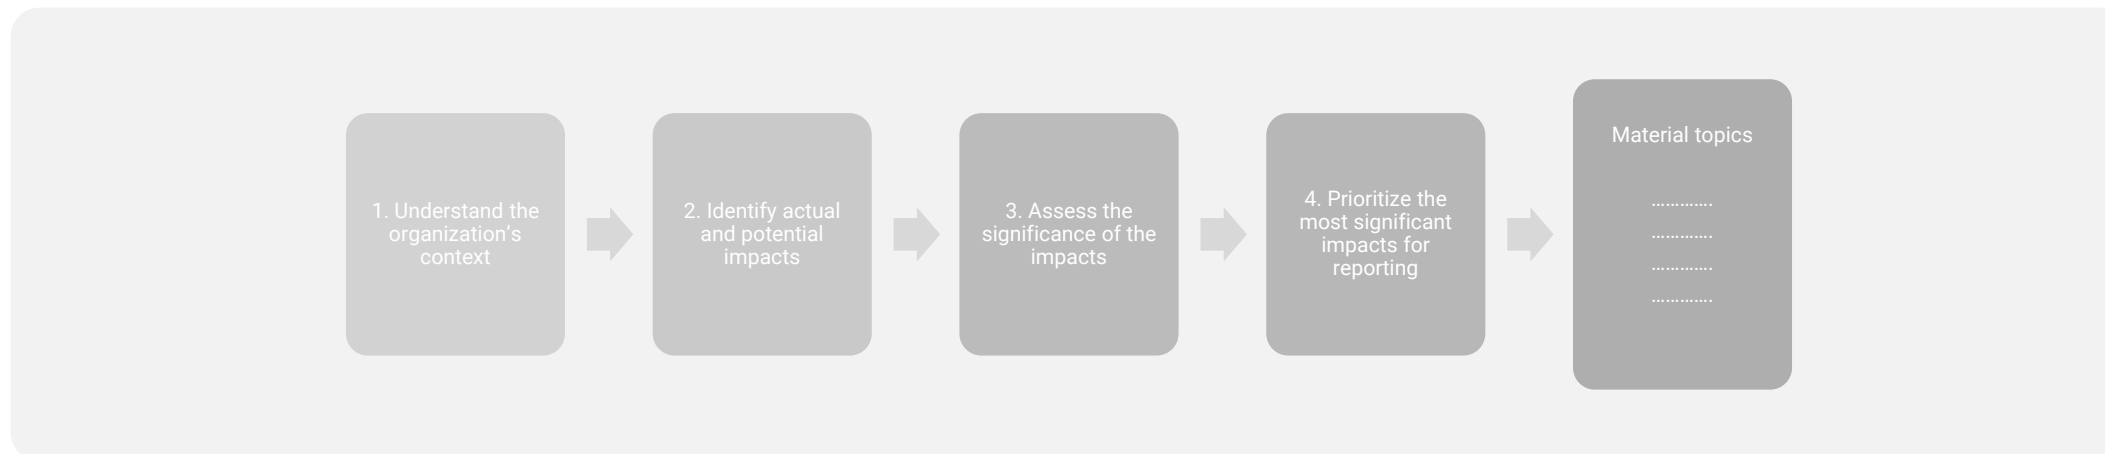 1. Understand the
organization’s
context
2. Identify actual
and potential
impacts
3. Assess the
significance of the
impacts
4. Prioritize the
most significant
impacts for
reporting
Material topics
………….
………….
………….
………….